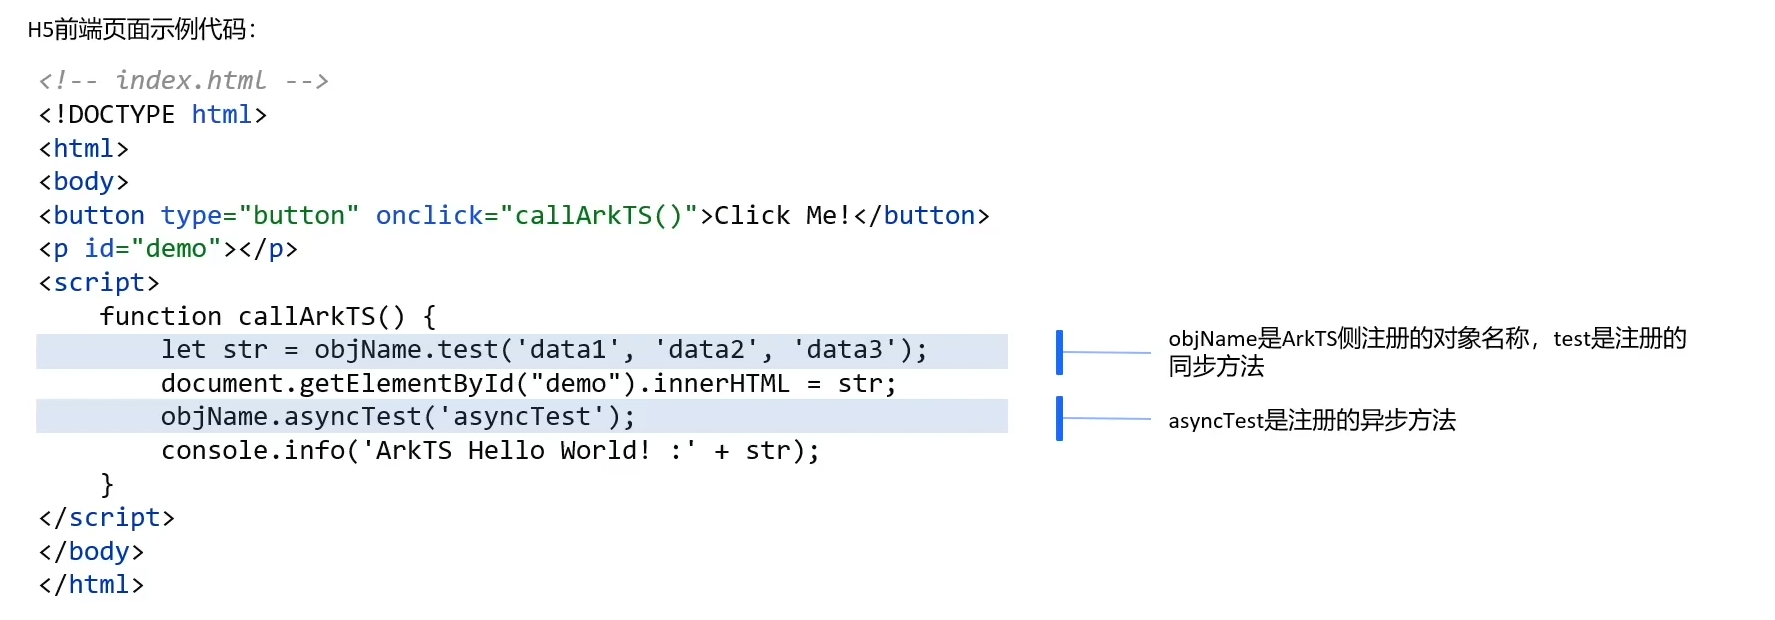 H5前端页面示例代码：
<!-- index.html -->
<!DOCTYPE html>
<html>
<body>
<button type="button" onclick="callArkTS()">Click Me!</button>
<p id="demo"></p>
<script>
    function callArkTS() {
        let str = objName.test('data1', 'data2', 'data3');
        document.getElementById("demo").innerHTML = str;
        objName.asyncTest('asyncTest');
        console.info('ArkTS Hello World! :' + str);
    }
</script>
</body>
</html>
objName是ArkTS侧注册的对象名称，test是注册的
同步方法
asyncTest是注册的异步方法